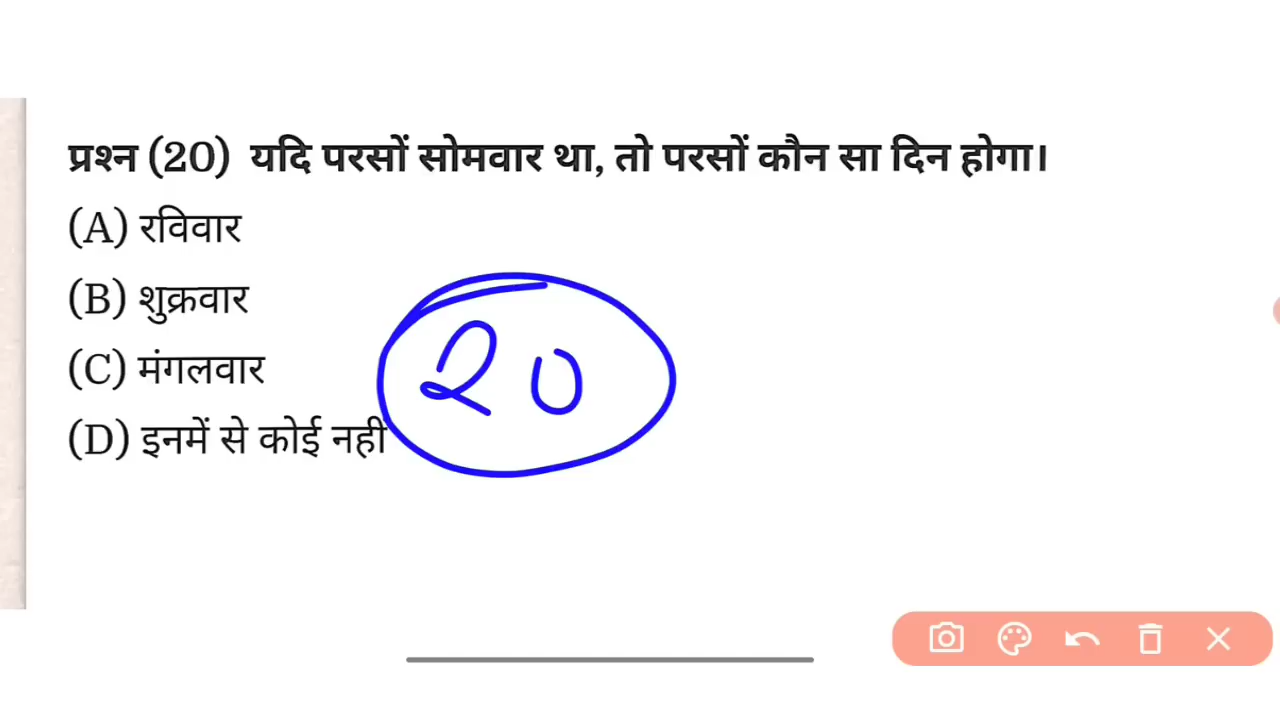 प्रश्न (20) यदि परसों सोमवार था, तो परसों कौन सा दिन होगा।
(A) रविवार
(B) शुक्रवार
(C) मंगलवार
(D) इनमें से कोई नही
20